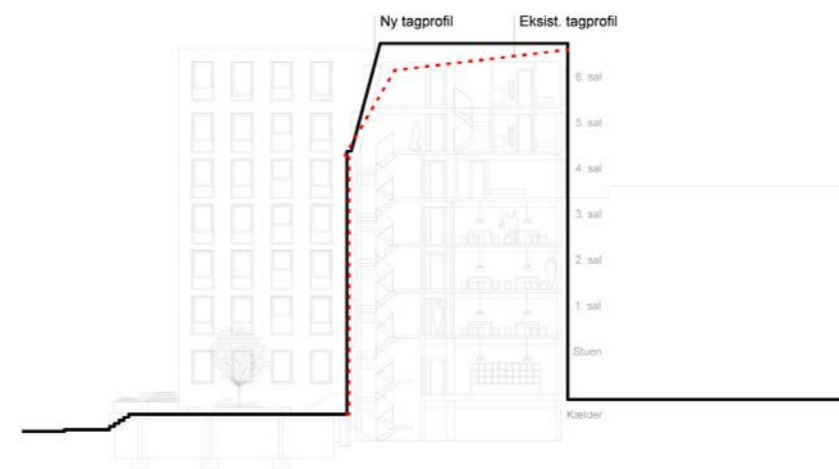 Ny tagprofil
Eksist. tagprofil
6. sal
5. sal
4. sal
3. sal
2. sal
1. sal
Stuen
Kælder